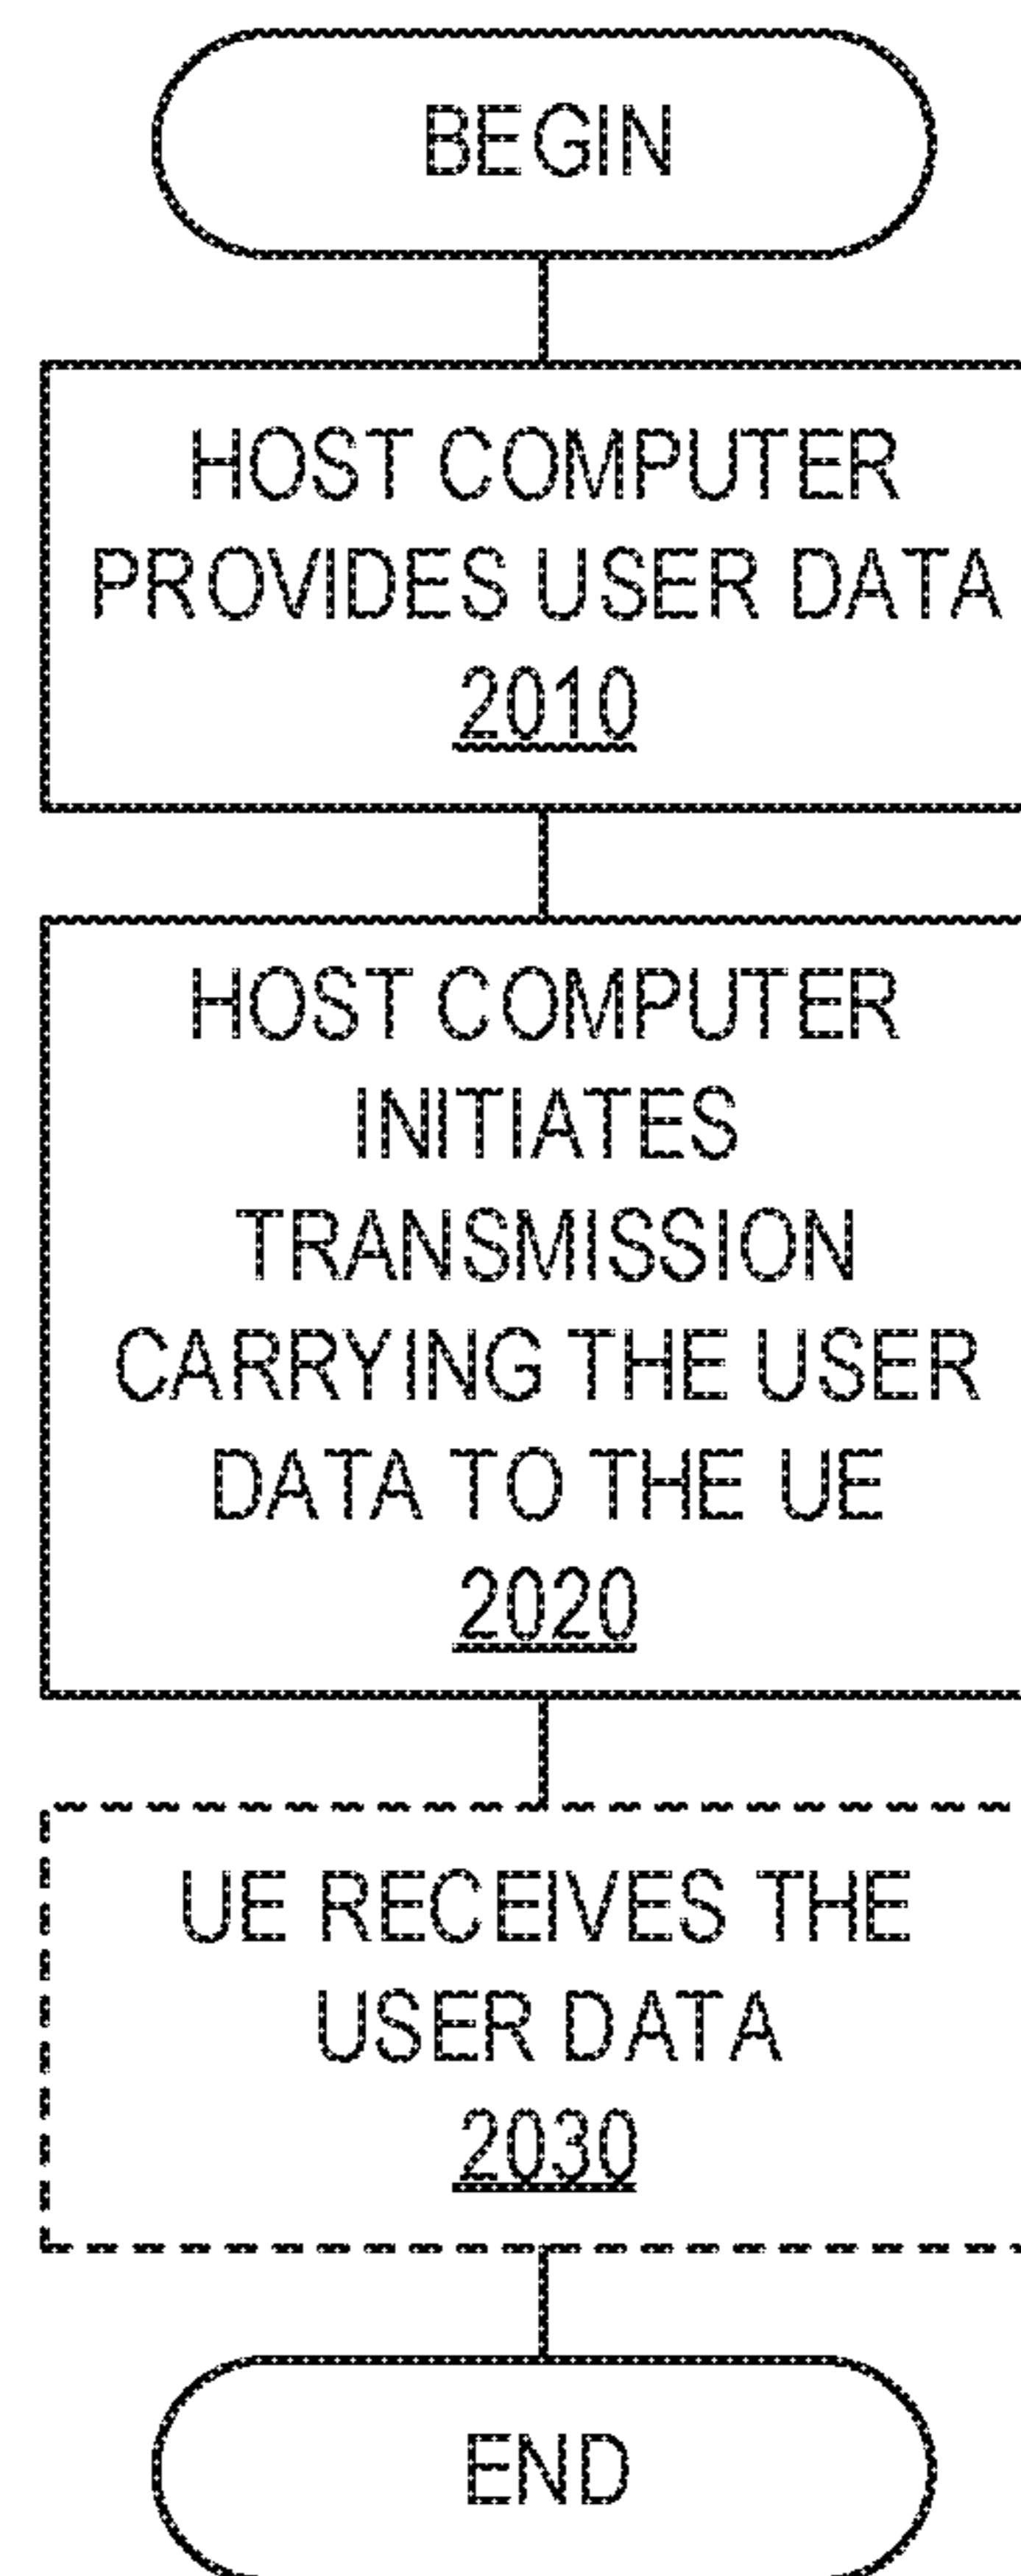 BEGIN
HOST COMPUTER
PROVIDES USER DATA
2010
HOST COMPUTER
INITIATES
TRANSMISSION
CARRYING THE USER
DATA TO THE UE
2020
UE RECEIVES THE
USER DATA
2030
END